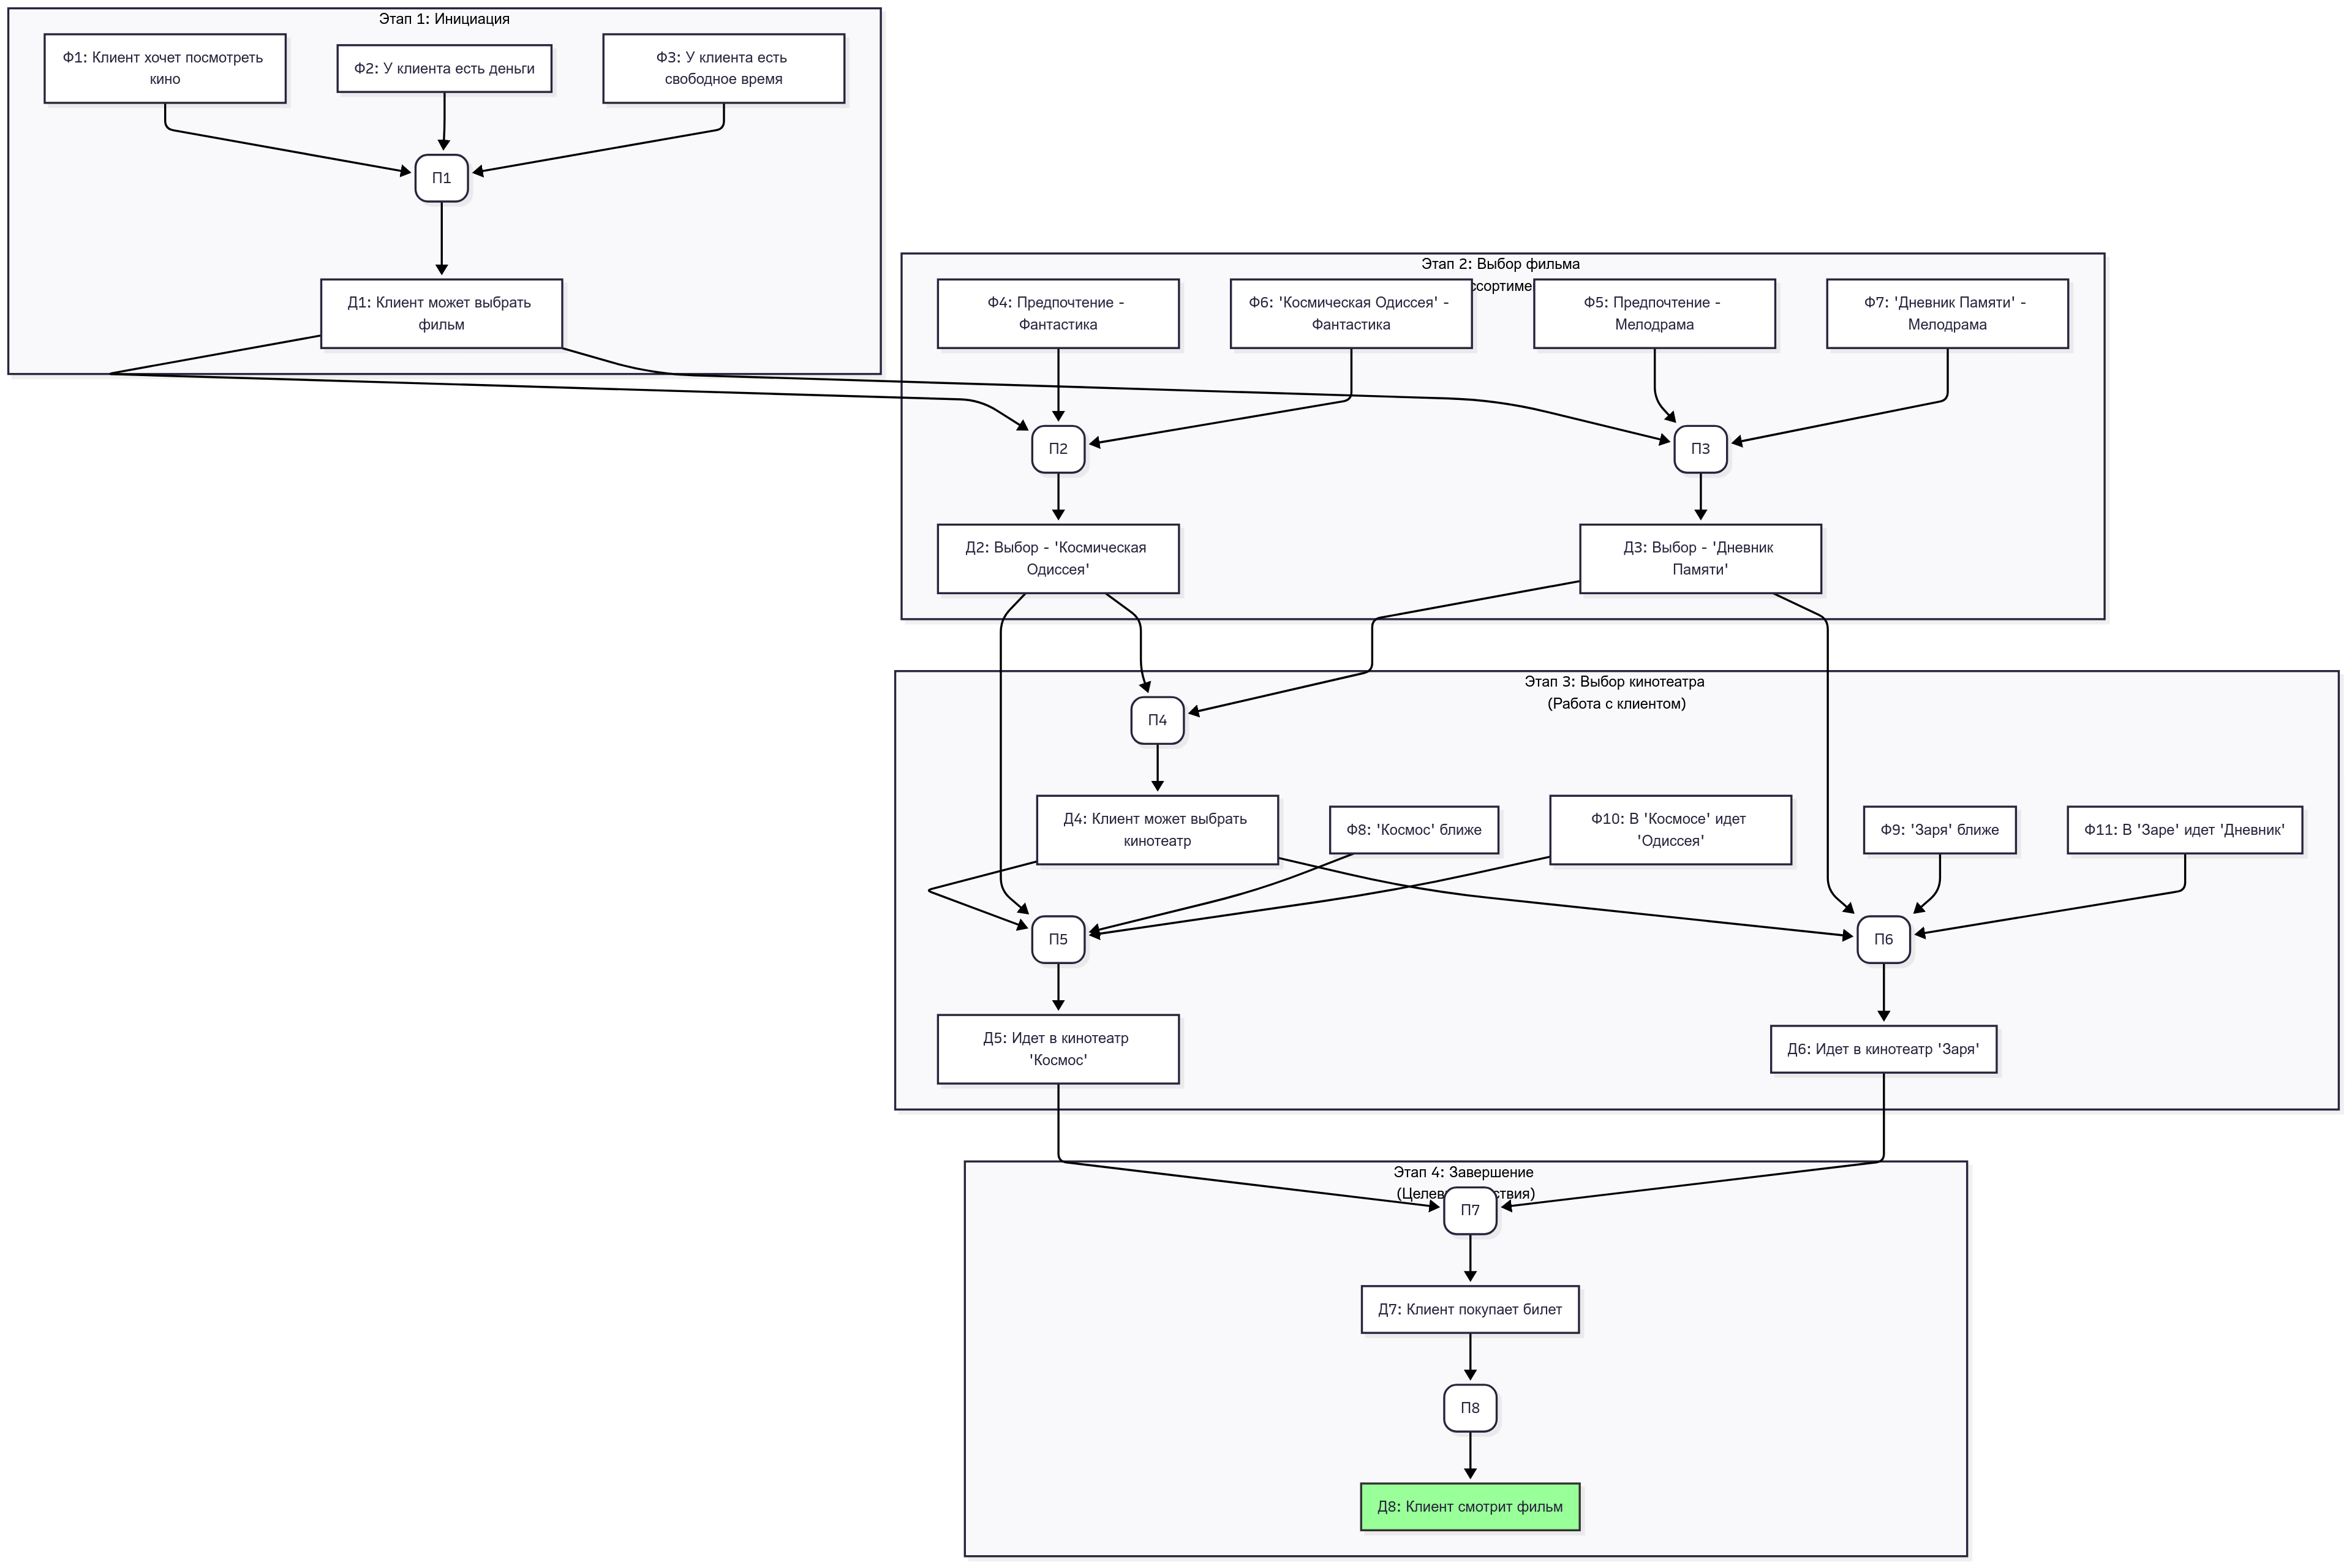 Этап 1: Инициация
Ф1: Клиент хочет посмотреть
кино
Ф2: У клиента есть деньги
Ф3: У клиента есть
свободное время
П1
Д1: Клиент может выбрать
фильм
Этап 2: Выбор фильма
Ф4: Предпочтение -
Фантастика
Ф6: 'Космическая Одиссея' -
Фантастика
Ф5: Предпочтение -
Мелодрама
Ф7: 'Дневник Памяти' -
Мелодрама
П2
П3
Д2: Выбор - 'Космическая
Одиссея'
Д3: Выбор - 'Дневник
Памяти'
Этап 3: Выбор кинотеатра
(Работа с клиентом)
П4
Д4: Клиент может выбрать
кинотеатр
Ф8: 'Космос' ближе
Ф10: В 'Космосе' идет
'Одиссея'
Ф9: 'Заря' ближе
Ф11: В 'Заре' идет 'Дневник'
П5
П6
Д5: Идет в кинотеатр
'Космос'
Д6: Идет в кинотеатр 'Заря'
Этап 4: Завершение
П7
Д7: Клиент покупает билет
П8
Д8: Клиент смотрит фильм